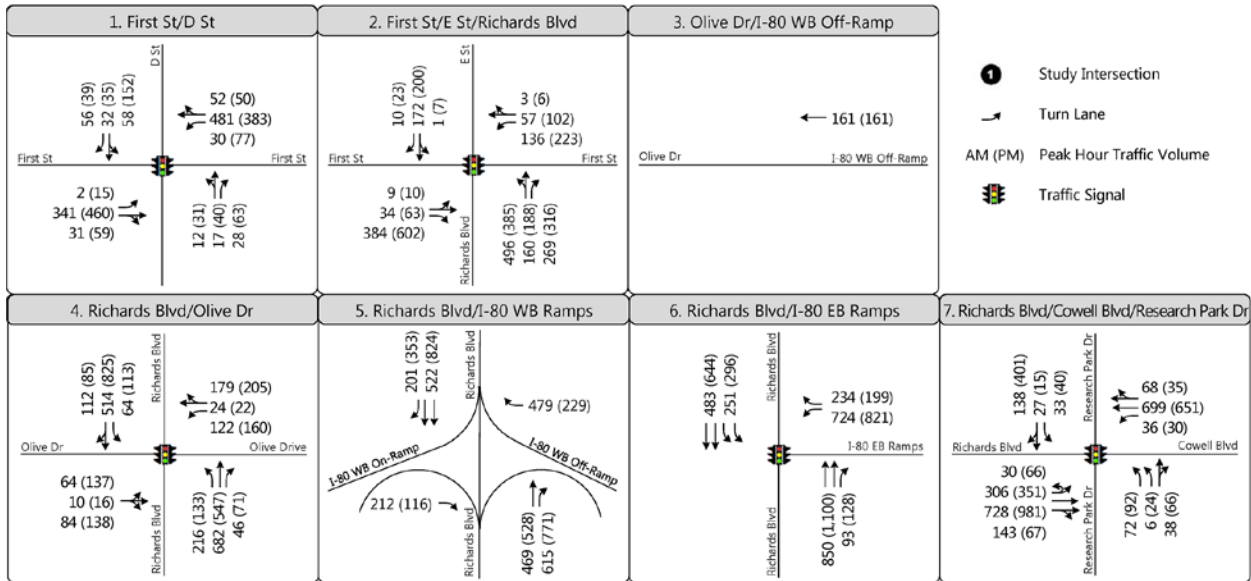 1. First St/D St
D St
56 (39)
32 (35)
58 (152)
52 (50)
481 (383)
30 (77)
First St
First St
2 (15)
341 (460)
31 (59)
12 (31)
17 (40)
28 (63)
2. First St/E St/Richards Blvd
E St
10 (23)
172 (200)
1 (7)
3 (6)
57 (102)
136 (223)
First St
First St
9 (10)
34 (63)
384 (602)
Richards Blvd
496 (385)
160 (188)
269 (316)
3. Olive Dr/I-80 WB Off-Ramp
161 (161)
Olive Dr
I-80 WB Off-Ramp
1 Study Intersection
Turn Lane
AM (PM) Peak Hour Traffic Volume
Traffic Signal
4. Richards Blvd/Olive Dr
Richards Blvd
112 (85)
514 (825)
64 (113)
179 (205)
24 (22)
122 (160)
Olive Dr
Olive Drive
64 (137)
10 (16)
84 (138)
Richards Blvd
216 (133)
682 (547)
46 (71)
5. Richards Blvd/I-80 WB Ramps
Richards Blvd
201 (353)
522 (824)
479 (229)
I-80 WB On-Ramp
I-80 WB Off-Ramp
212 (116)
Richards Blvd
469 (528)
615 (771)
6. Richards Blvd/I-80 EB Ramps
Richards Blvd
483 (644)
251 (296)
234 (199)
724 (821)
I-80 EB Ramps
Richards Blvd
850 (1,100)
93 (128)
7. Richards Blvd/Cowell Blvd/Research Park Dr
Research Park Dr
138 (401)
27 (15)
33 (40)
68 (35)
699 (651)
36 (30)
Richards Blvd
Cowell Blvd
30 (66)
306 (351)
728 (981)
143 (67)
Research Park Dr
72 (92)
6 (24)
38 (66)